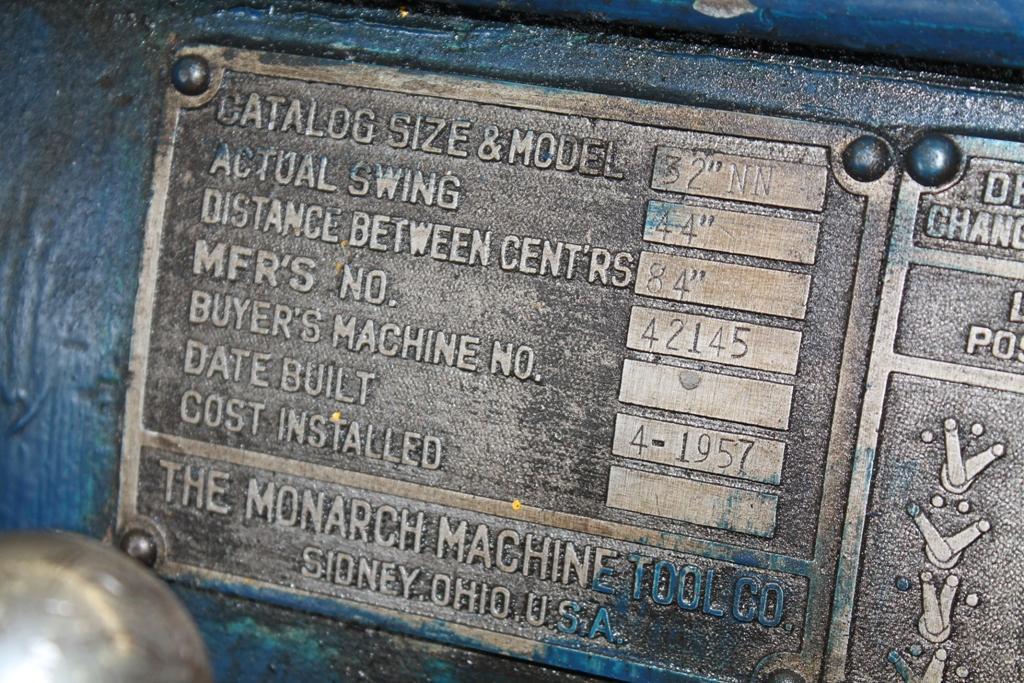 CATALOG SIZE & MODEL 32" NN
ACTUAL SWING 44"
DISTANCE BETWEEN CENT'RS 84"
MFR'S NO. 42145
BUYER'S MACHINE NO.
DATE BUILT 4-1957
COST INSTALLED
THE MONARCH MACHINE TOOL CO.
SIDNEY, OHIO, U.S.A.